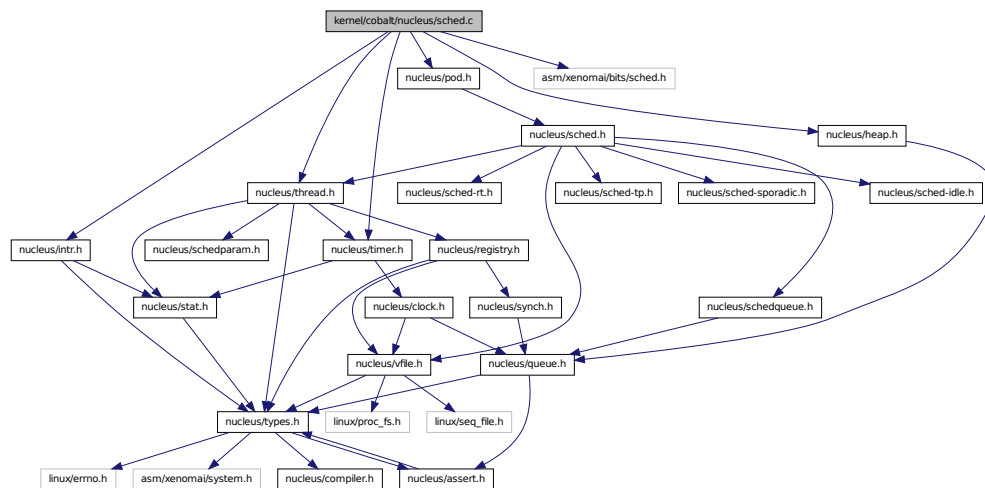 kernel/cobalt/nucleus/sched.c
nucleus/pod.h
asm/xenomai/bits/sched.h
nucleus/sched.h
nucleus/heap.h
nucleus/thread.h
nucleus/sched-rt.h
nucleus/sched-tp.h
nucleus/sched-sporadic.h
nucleus/sched-idle.h
nucleus/intr.h
nucleus/schedparam.h
nucleus/timer.h
nucleus/registry.h
nucleus/stat.h
nucleus/clock.h
nucleus/synch.h
nucleus/schedqueue.h
nucleus/vfile.h
nucleus/queue.h
nucleus/types.h
linux/proc_fs.h
linux/seq_file.h
linux/errno.h
asm/xenomai/system.h
nucleus/compiler.h
nucleus/assert.h